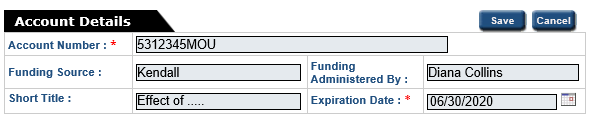 Account Details Save Cancel
Account Number : * 5312345MOU
Funding Source : Kendall Funding Administered By : Diana Collins
Short Title : Effect of ..... Expiration Date : * 06/30/2020